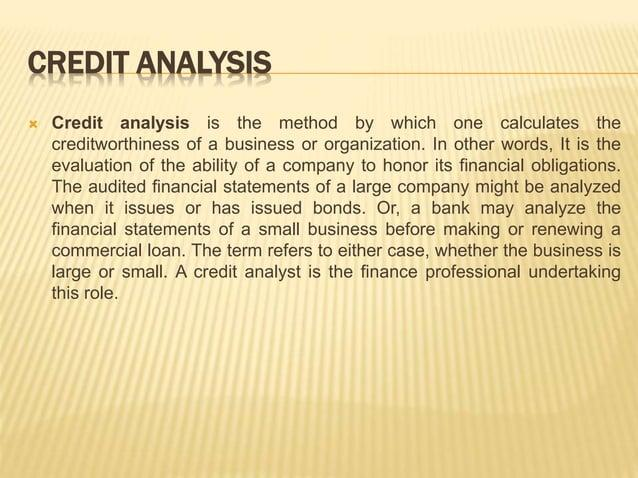 CREDIT ANALYSIS
Credit analysis is the method by which one calculates the
creditworthiness of a business or organization. In other words, It is the
evaluation of the ability of a company to honor its financial obligations.
The audited financial statements of a large company might be analyzed
when it issues or has issued bonds. Or, a bank may analyze the
financial statements of a small business before making or renewing a
commercial loan. The term refers to either case, whether the business is
large or small. A credit analyst is the finance professional undertaking
this role.